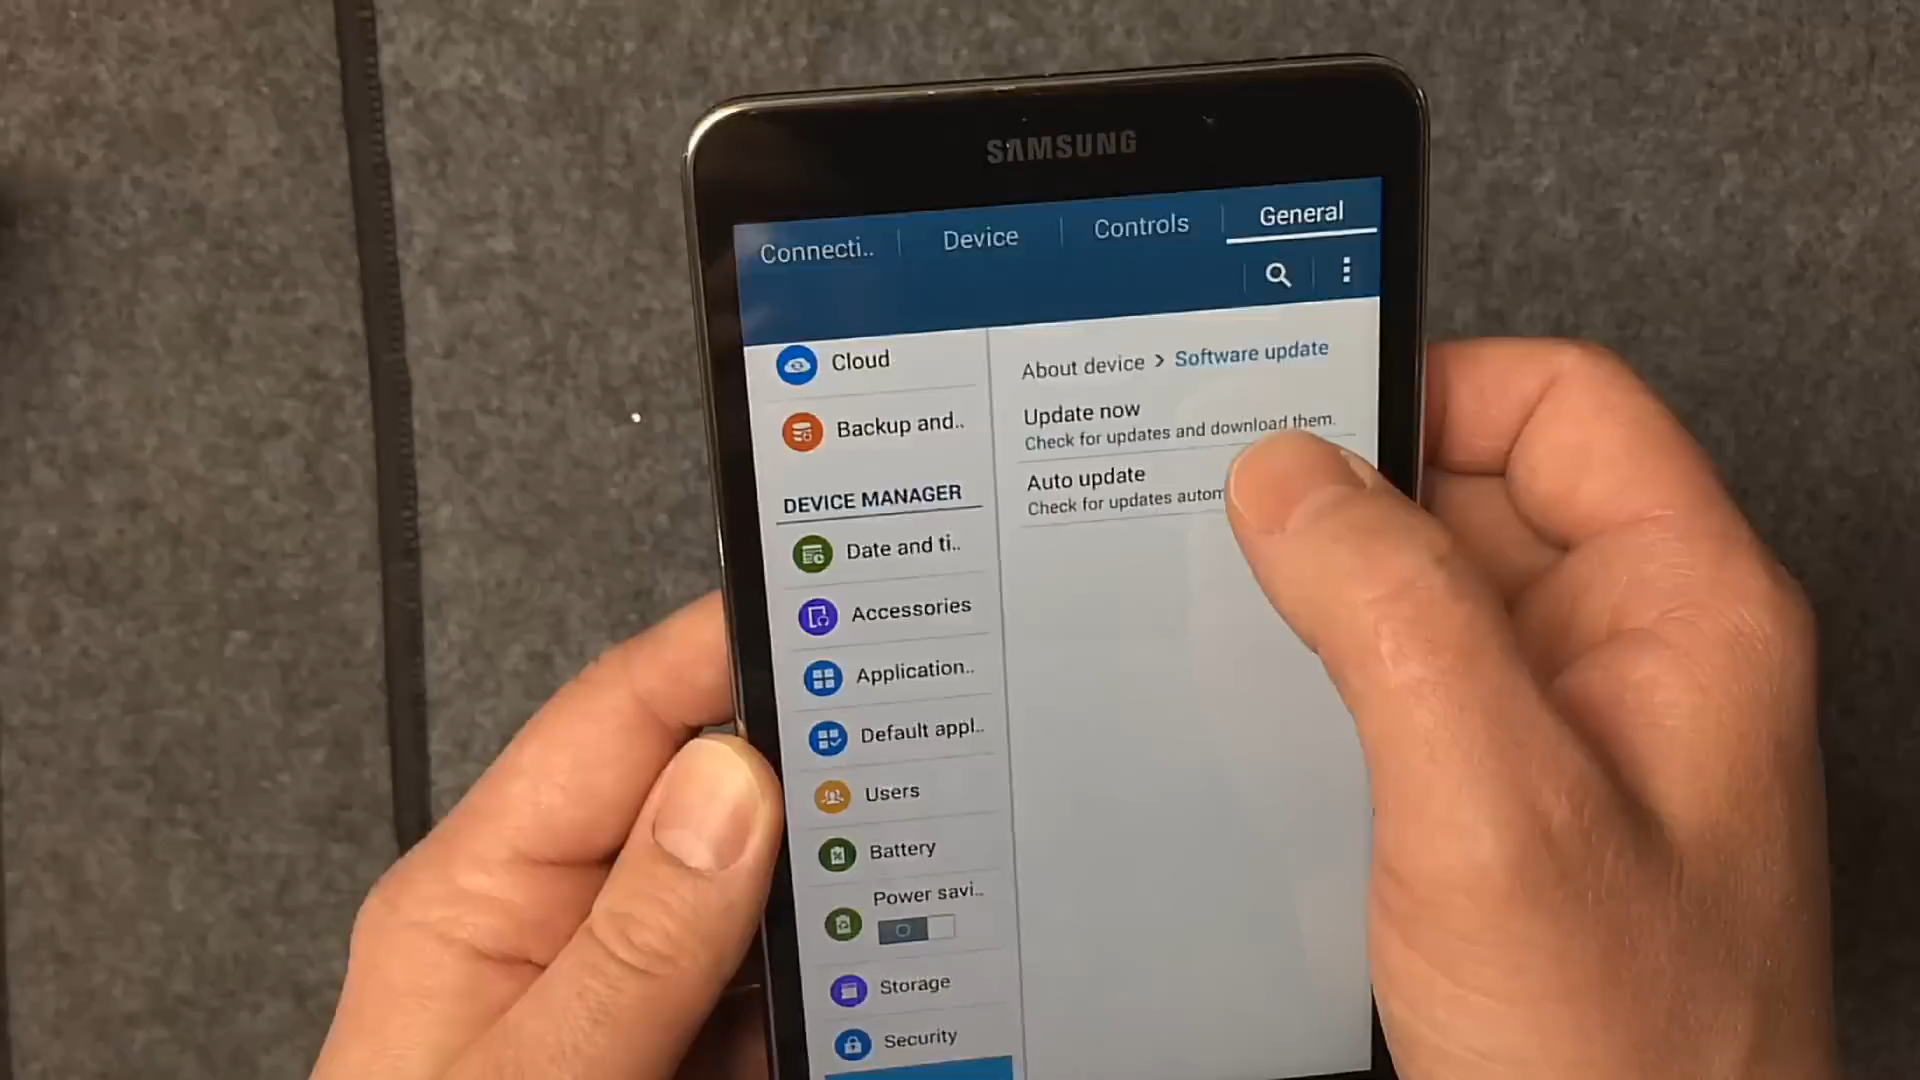 SAMSUNG
Connecti..
Device
Controls
General
Cloud
Backup and..
DEVICE MANAGER
Date and ti..
Accessories
Application..
Default appl..
Users
Battery
Power savi..
Storage
Security
About device > Software update
Update now
Check for updates and download them.
Auto update
Check for updates autom